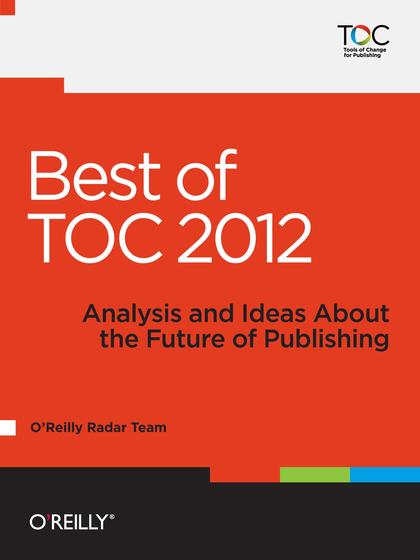 TOC
Tools of Change
for Publishing
Best of
TOC 2012
Analysis and Ideas About
the Future of Publishing
O’Reilly Radar Team
O’REILLY®